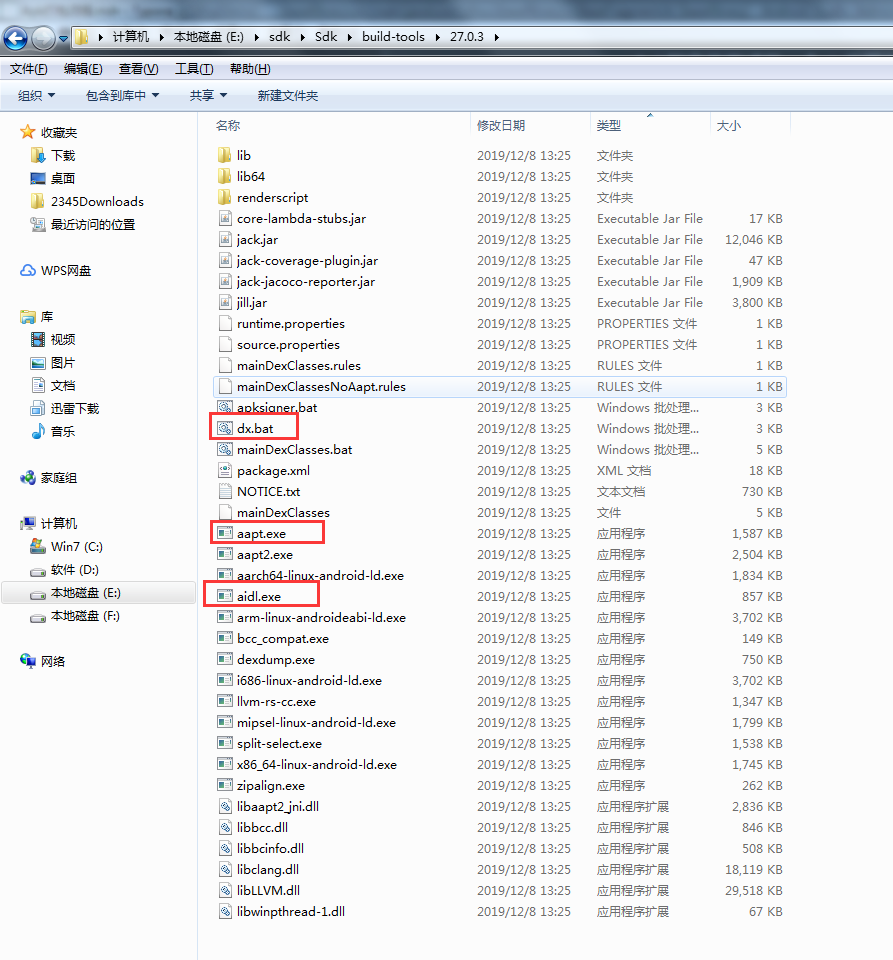 计算机 本地磁盘 (E:) sdk Sdk build-tools 27.0.3
文件(F) 编辑(E) 查看(V) 工具(T) 帮助(H)
组织 包含到库中 共享 新建文件夹
收藏夹
下载
桌面
2345Downloads
最近访问的位置
WPS网盘
库
视频
图片
文档
迅雷下载
音乐
家庭组
计算机
Win7 (C:)
软件 (D:)
本地磁盘 (E:)
本地磁盘 (F:)
网络
名称 修改日期 类型 大小
lib 2019/12/8 13:25 文件夹
lib64 2019/12/8 13:25 文件夹
renderscript 2019/12/8 13:25 文件夹
core-lambda-stubs.jar 2019/12/8 13:25 Executable Jar File 17 KB
jack.jar 2019/12/8 13:25 Executable Jar File 12,046 KB
jack-coverage-plugin.jar 2019/12/8 13:25 Executable Jar File 47 KB
jack-jacoco-reporter.jar 2019/12/8 13:25 Executable Jar File 1,909 KB
jill.jar 2019/12/8 13:25 Executable Jar File 3,800 KB
runtime.properties 2019/12/8 13:25 PROPERTIES 文件 1 KB
source.properties 2019/12/8 13:25 PROPERTIES 文件 1 KB
mainDexClasses.rules 2019/12/8 13:25 RULES 文件 1 KB
mainDexClassesNoAapt.rules 2019/12/8 13:25 RULES 文件 1 KB
apksigner.bat 2019/12/8 13:25 Windows 批处理... 3 KB
dx.bat 2019/12/8 13:25 Windows 批处理... 3 KB
mainDexClasses.bat 2019/12/8 13:25 Windows 批处理... 5 KB
package.xml 2019/12/8 13:25 XML 文档 18 KB
NOTICE.txt 2019/12/8 13:25 文本文档 730 KB
mainDexClasses 2019/12/8 13:25 文件 5 KB
aapt.exe 2019/12/8 13:25 应用程序 1,587 KB
aapt2.exe 2019/12/8 13:25 应用程序 2,504 KB
aarch64-linux-android-ld.exe 2019/12/8 13:25 应用程序 1,834 KB
aidl.exe 2019/12/8 13:25 应用程序 857 KB
arm-linux-androideabi-ld.exe 2019/12/8 13:25 应用程序 3,702 KB
bcc_compat.exe 2019/12/8 13:25 应用程序 149 KB
dexdump.exe 2019/12/8 13:25 应用程序 750 KB
i686-linux-android-ld.exe 2019/12/8 13:25 应用程序 3,702 KB
llvm-rs-cc.exe 2019/12/8 13:25 应用程序 1,347 KB
mipsel-linux-android-ld.exe 2019/12/8 13:25 应用程序 1,799 KB
split-select.exe 2019/12/8 13:25 应用程序 1,538 KB
x86_64-linux-android-ld.exe 2019/12/8 13:25 应用程序 1,745 KB
zipalign.exe 2019/12/8 13:25 应用程序 262 KB
libaapt2_jni.dll 2019/12/8 13:25 应用程序扩展 2,836 KB
libbcc.dll 2019/12/8 13:25 应用程序扩展 846 KB
libbcinfo.dll 2019/12/8 13:25 应用程序扩展 508 KB
libclang.dll 2019/12/8 13:25 应用程序扩展 18,119 KB
libLLVM.dll 2019/12/8 13:25 应用程序扩展 29,518 KB
libwinpthread-1.dll 2019/12/8 13:25 应用程序扩展 67 KB